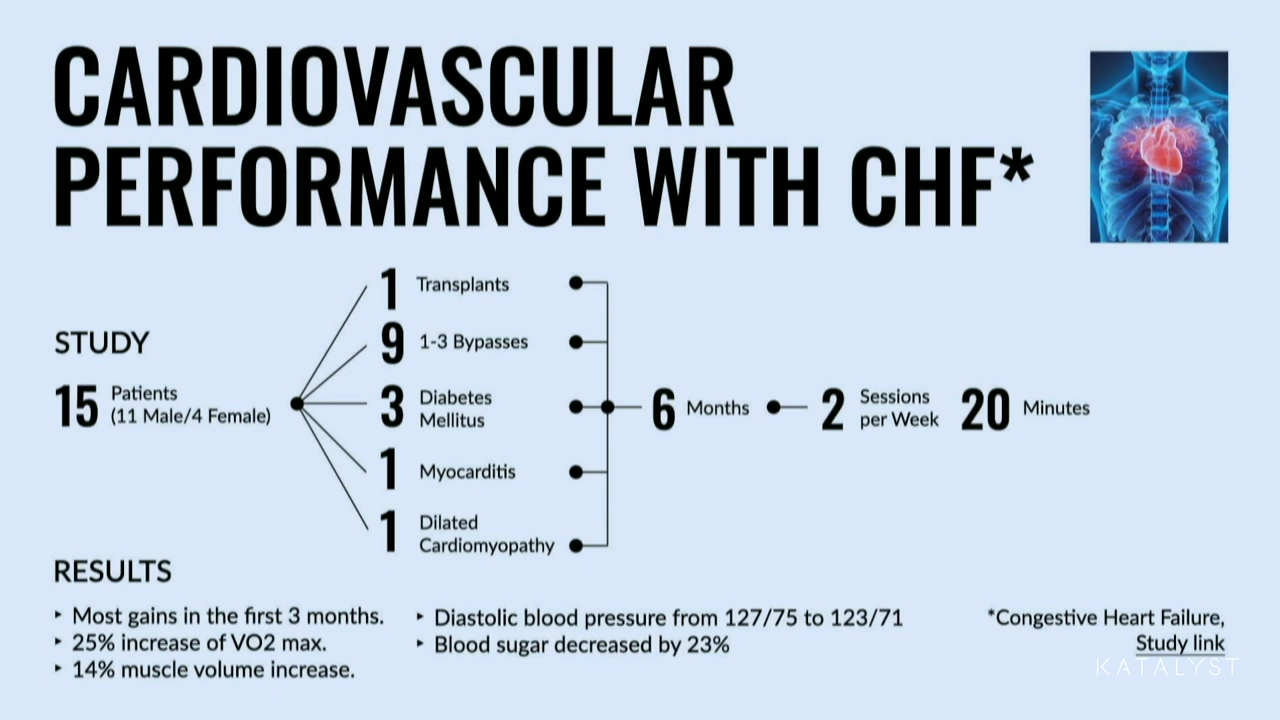 CARDIOVASCULAR
PERFORMANCE WITH CHF*
STUDY
15 Patients
(11 Male/4 Female)
1 Transplants
9 1-3 Bypasses
3 Diabetes
Mellitus
1 Myocarditis
1 Dilated
Cardiomyopathy
6 Months
2 Sessions
per Week
20 Minutes
RESULTS
‣ Most gains in the first 3 months.
‣ 25% increase of VO2 max.
‣ 14% muscle volume increase.
‣ Diastolic blood pressure from 127/75 to 123/71
‣ Blood sugar decreased by 23%
*Congestive Heart Failure,
Study link
KATALYST